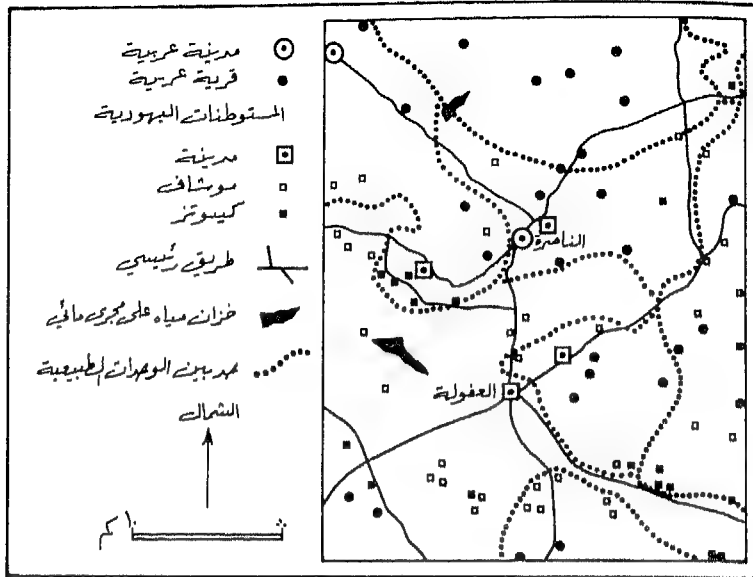 مدينة عربية
قرية عربية
المستوطنات اليهودية
مدينة
موشاف
كيبوتز
طريق رئيسي
خزان مياه على مجرى مائي
حد بين الوحدات الطبيعية
الشمال
كم
الناصرة
العفولة